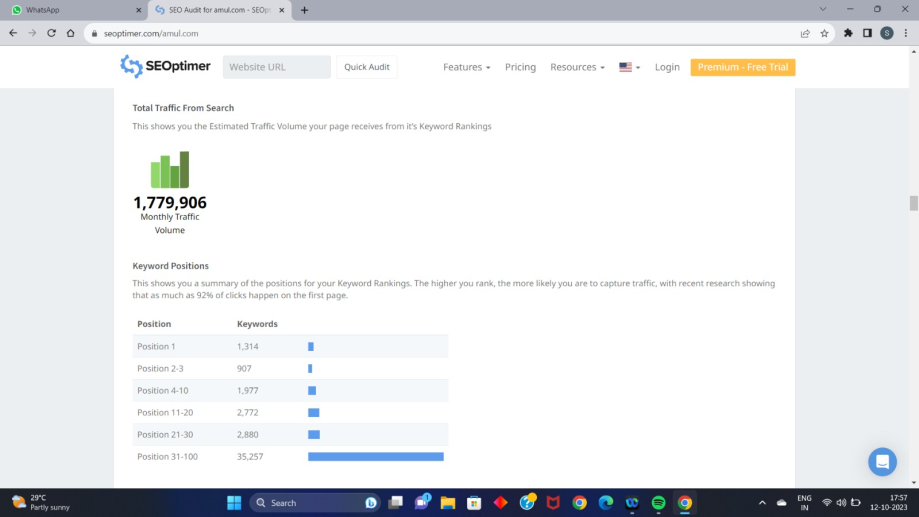 WhatsApp
SEO Audit for amul.com - SEOpt
seoptimer.com/amul.com
S
SEOptimer
Website URL
Quick Audit
Features
Pricing
Resources
Login
Premium - Free Trial
Total Traffic From Search
This shows you the Estimated Traffic Volume your page receives from it's Keyword Rankings
1,779,906
Monthly Traffic
Volume
Keyword Positions
This shows you a summary of the positions for your Keyword Rankings. The higher you rank, the more likely you are to capture traffic, with recent research showing
that as much as 92% of clicks happen on the first page.
Position Keywords
Position 1 1,314
Position 2-3 907
Position 4-10 1,977
Position 11-20 2,772
Position 21-30 2,880
Position 31-100 35,257
29°C
Partly sunny
Search
1
ENG
IN
17:57
12-10-2023